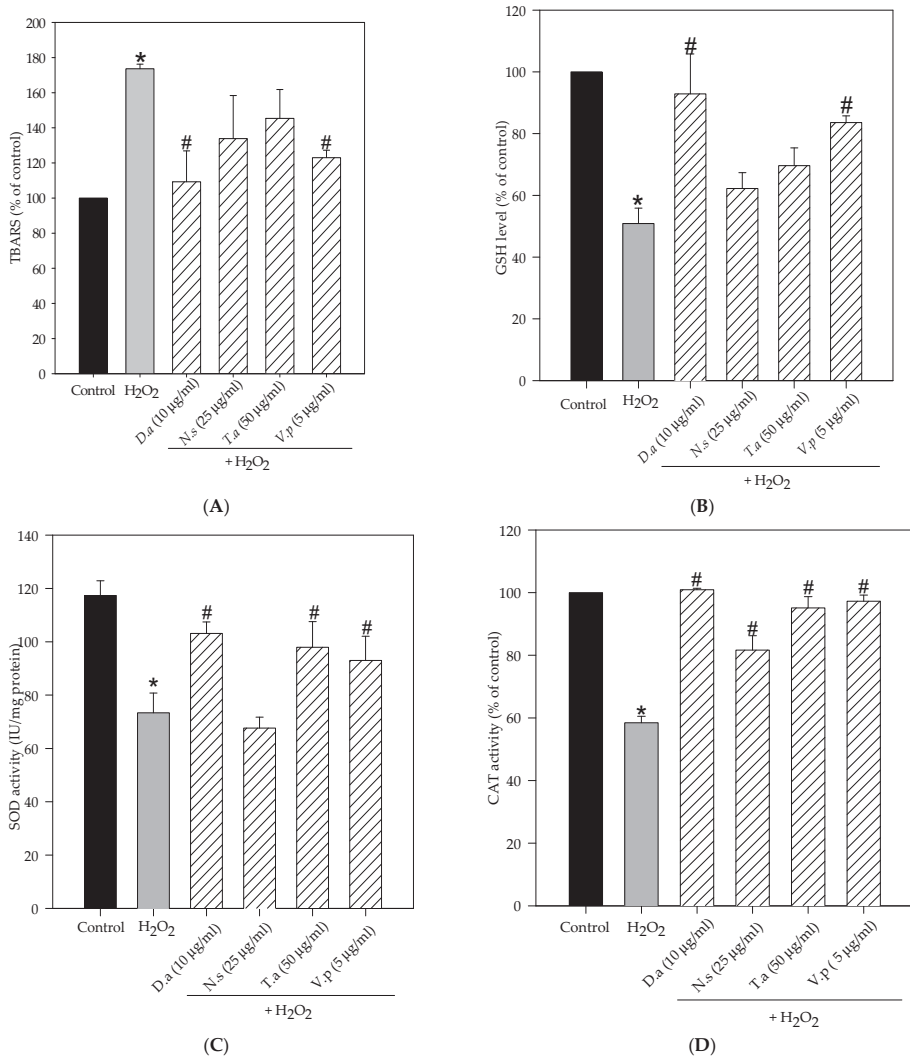 200
180
160
140
120
100
80
60
40
20
0
TBARS (% of control)
*
#
#
Control
H₂O₂
D.a (10 µg/ml)
N.s (25 µg/ml)
T.a (50 µg/ml)
V.p (5 µg/ml)
+ H₂O₂
(A)
120
100
80
60
40
20
0
GSH level (% of control)
*
#
#
Control
H₂O₂
D.a (10 µg/ml)
N.s (25 µg/ml)
T.a (50 µg/ml)
V.p (5 µg/ml)
+ H₂O₂
(B)
140
120
100
80
60
40
20
0
SOD activity (IU/mg protein)
*
#
#
#
Control
H₂O₂
D.a (10 µg/ml)
N.s (25 µg/ml)
T.a (50 µg/ml)
V.p (5 µg/ml)
+ H₂O₂
(C)
120
100
80
60
40
20
0
CAT activity (% of control)
*
#
#
#
#
Control
H₂O₂
D.a (10 µg/ml)
N.s (25 µg/ml)
T.a (50 µg/ml)
V.p ( 5 µg/ml)
+ H₂O₂
(D)